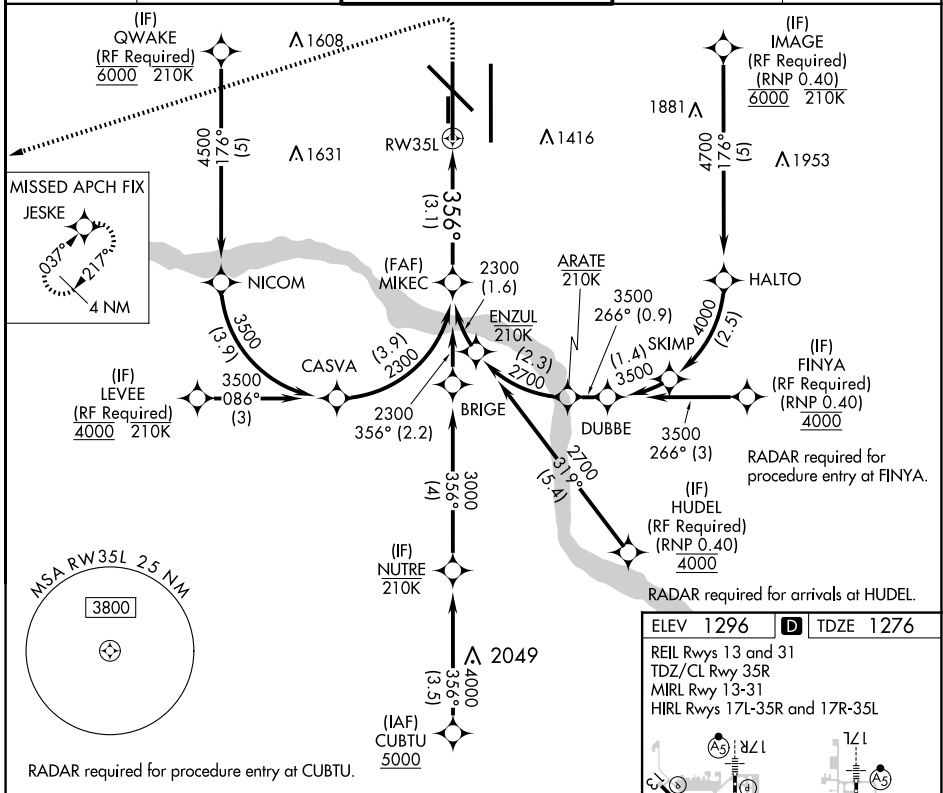 (IF)
QWAKE
(RF Required)
6000 210K
1608
4500
176°
(5)
1631
RW35L
1416
(IF)
IMAGE
(RF Required)
(RNP 0.40)
6000 210K
1881
4700
176°
(5)
1953
MISSED APCH FIX
JESKE
037°
217°
4 NM
356°
(3.1)
NICOM
(FAF)
MIKEC
2300
(1.6)
ENZUL
210K
ARATE
210K
3500
266° (0.9)
HALTO
4000
(2.5)
SKIMP
3500
(3.9)
CASVA
(3.9)
2300
(2.3)
2700
(1.4)
3500
(IF)
FINYA
(RF Required)
(RNP 0.40)
4000
(IF)
LEVEE
(RF Required)
4000 210K
3500
086°
(3)
2300
356° (2.2)
BRIGE
DUBBE
3500
266° (3)
RADAR required for
procedure entry at FINYA.
3000
356°
(4)
2700
319°
(5.4)
(IF)
HUDEL
(RF Required)
(RNP 0.40)
4000
(IF)
NUTRE
210K
RADAR required for arrivals at HUDEL.
MSA RW35L 25 NM
3800
2049
4000
356°
(3.5)
(IAF)
CUBTU
5000
RADAR required for procedure entry at CUBTU.
ELEV 1296 D TDZE 1276
REIL Rwys 13 and 31
TDZ/CL Rwy 35R
MIRL Rwy 13-31
HIRL Rwys 17L-35R and 17R-35L
A5
17R
17L
A5
13
P
P